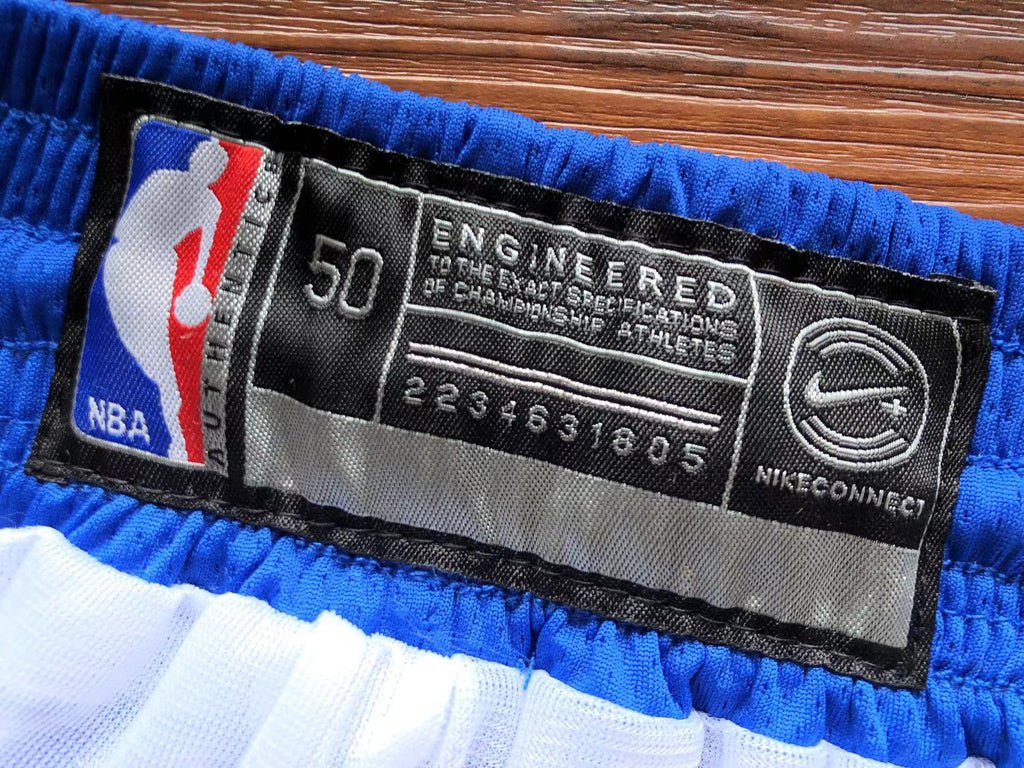 NBA
AUTHENTICS
50
ENGINEERED
TO THE EXACT SPECIFICATIONS
OF CHAMPIONSHIP ATHLETES
2234631805
NIKECONNECT